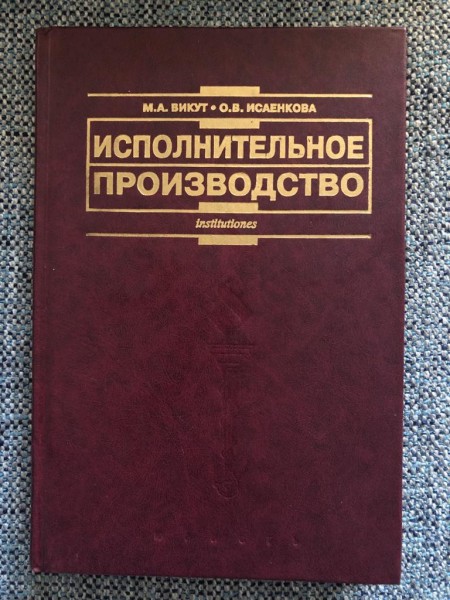 М.А. ВИКУТ • О.В. ИСАЕНКОВА
ИСПОЛНИТЕЛЬНОЕ
ПРОИЗВОДСТВО
institutiones